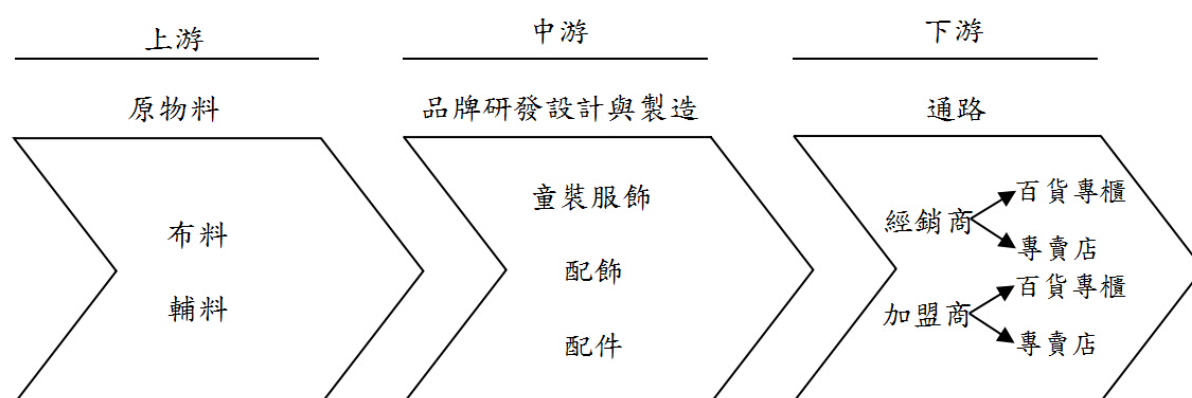 上游
原物料
布料
輔料
中游
品牌研發設計與製造
童裝服飾
配飾
配件
下游
通路
經銷商
百貨專櫃
專賣店
加盟商
百貨專櫃
專賣店